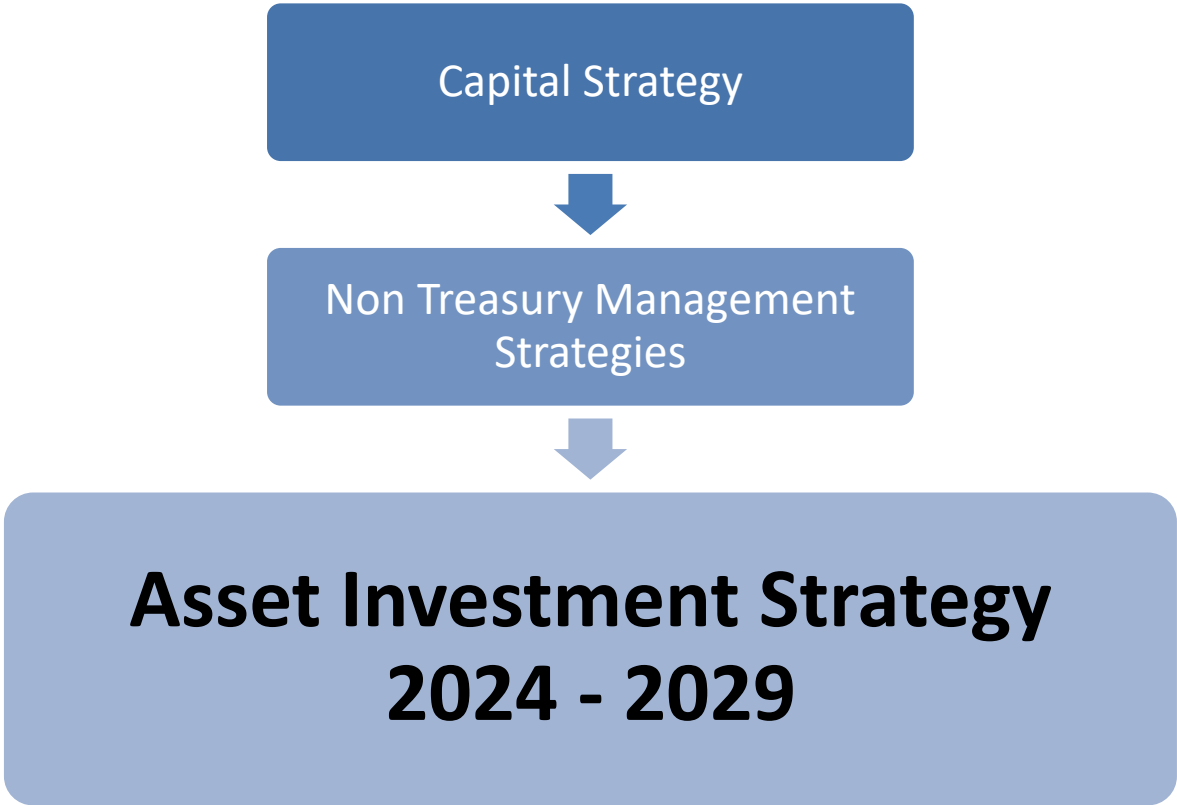 Capital Strategy
Non Treasury Management
Strategies
Asset Investment Strategy
2024 - 2029